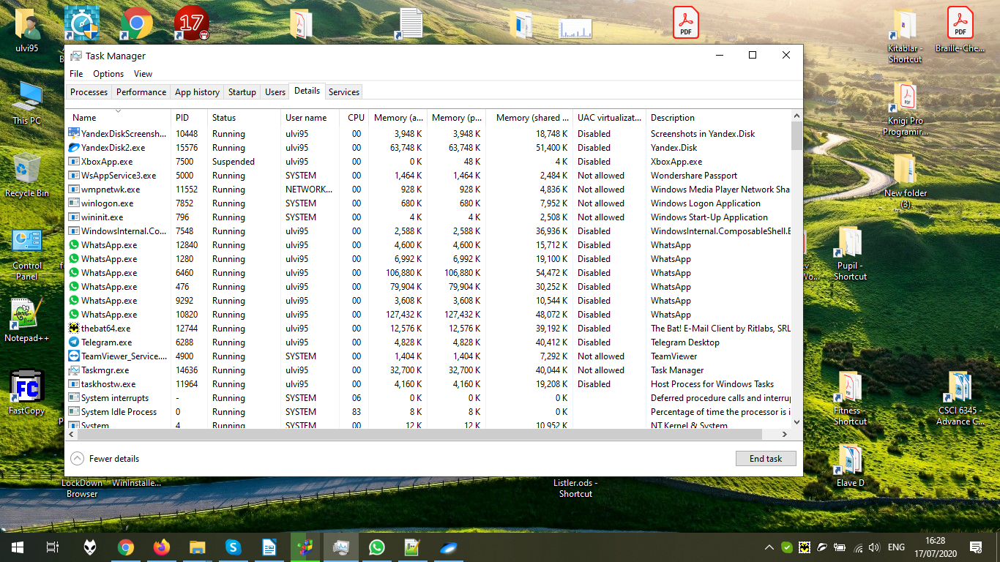 ulvi95
17
PDF
PDF
Kitablar -
Shortcut
Braille-Che...
This PC
Knigi Pro
Programir...
Recycle Bin
New folder
(3)
Control
Panel
Pupil -
Shortcut
Notepad++
FC
FastCopy
Fitness -
Shortcut
CSCI 6345 -
Advance C...
Elave D
LockDown
Browser
WinInstalle...
Listler.ods -
Shortcut
Task Manager
File Options View
Processes Performance App history Startup Users Details Services
Name PID Status User name CPU Memory (a... Memory (p... Memory (shared ... UAC virtualizat... Description
YandexDiskScreensh... 10448 Running ulvi95 00 3,948 K 3,948 K 18,748 K Disabled Screenshots in Yandex.Disk
YandexDisk2.exe 15576 Running ulvi95 00 63,748 K 63,748 K 51,400 K Disabled Yandex.Disk
XboxApp.exe 7500 Suspended ulvi95 00 0 K 48 K 4 K Disabled XboxApp.exe
WsAppService3.exe 5000 Running SYSTEM 00 1,464 K 1,464 K 2,484 K Not allowed Wondershare Passport
wmpnetwk.exe 11552 Running NETWORK... 00 928 K 928 K 4,836 K Not allowed Windows Media Player Network Sha
winlogon.exe 7852 Running SYSTEM 00 680 K 680 K 7,952 K Not allowed Windows Logon Application
wininit.exe 796 Running SYSTEM 00 4 K 4 K 2,508 K Not allowed Windows Start-Up Application
WindowsInternal.Co... 7548 Running ulvi95 00 2,588 K 2,588 K 36,936 K Disabled WindowsInternal.ComposableShell.E
WhatsApp.exe 12840 Running ulvi95 00 4,600 K 4,600 K 15,712 K Disabled WhatsApp
WhatsApp.exe 1280 Running ulvi95 00 6,992 K 6,992 K 19,100 K Disabled WhatsApp
WhatsApp.exe 6460 Running ulvi95 00 106,880 K 106,880 K 54,472 K Disabled WhatsApp
WhatsApp.exe 476 Running ulvi95 00 79,904 K 79,904 K 30,252 K Disabled WhatsApp
WhatsApp.exe 9292 Running ulvi95 00 3,608 K 3,608 K 10,544 K Disabled WhatsApp
WhatsApp.exe 10820 Running ulvi95 00 127,432 K 127,432 K 48,072 K Disabled WhatsApp
thebat64.exe 12744 Running ulvi95 00 12,576 K 12,576 K 39,192 K Disabled The Bat! E-Mail Client by Ritlabs, SRL
Telegram.exe 6288 Running ulvi95 00 4,828 K 4,828 K 40,412 K Disabled Telegram Desktop
TeamViewer_Service.... 4900 Running SYSTEM 00 1,404 K 1,404 K 7,292 K Not allowed TeamViewer
Taskmgr.exe 14636 Running ulvi95 00 32,700 K 32,700 K 40,044 K Not allowed Task Manager
taskhostw.exe 11964 Running ulvi95 00 4,160 K 4,160 K 19,208 K Disabled Host Process for Windows Tasks
System interrupts - Running SYSTEM 06 0 K 0 K 0 K Deferred procedure calls and interrup
System Idle Process 0 Running SYSTEM 83 8 K 8 K 0 K Percentage of time the processor is i
System 4 Running SYSTEM 00 12 K 12 K 10,952 K NT Kernel & System
Fewer details End task
ENG
16:28
17/07/2020